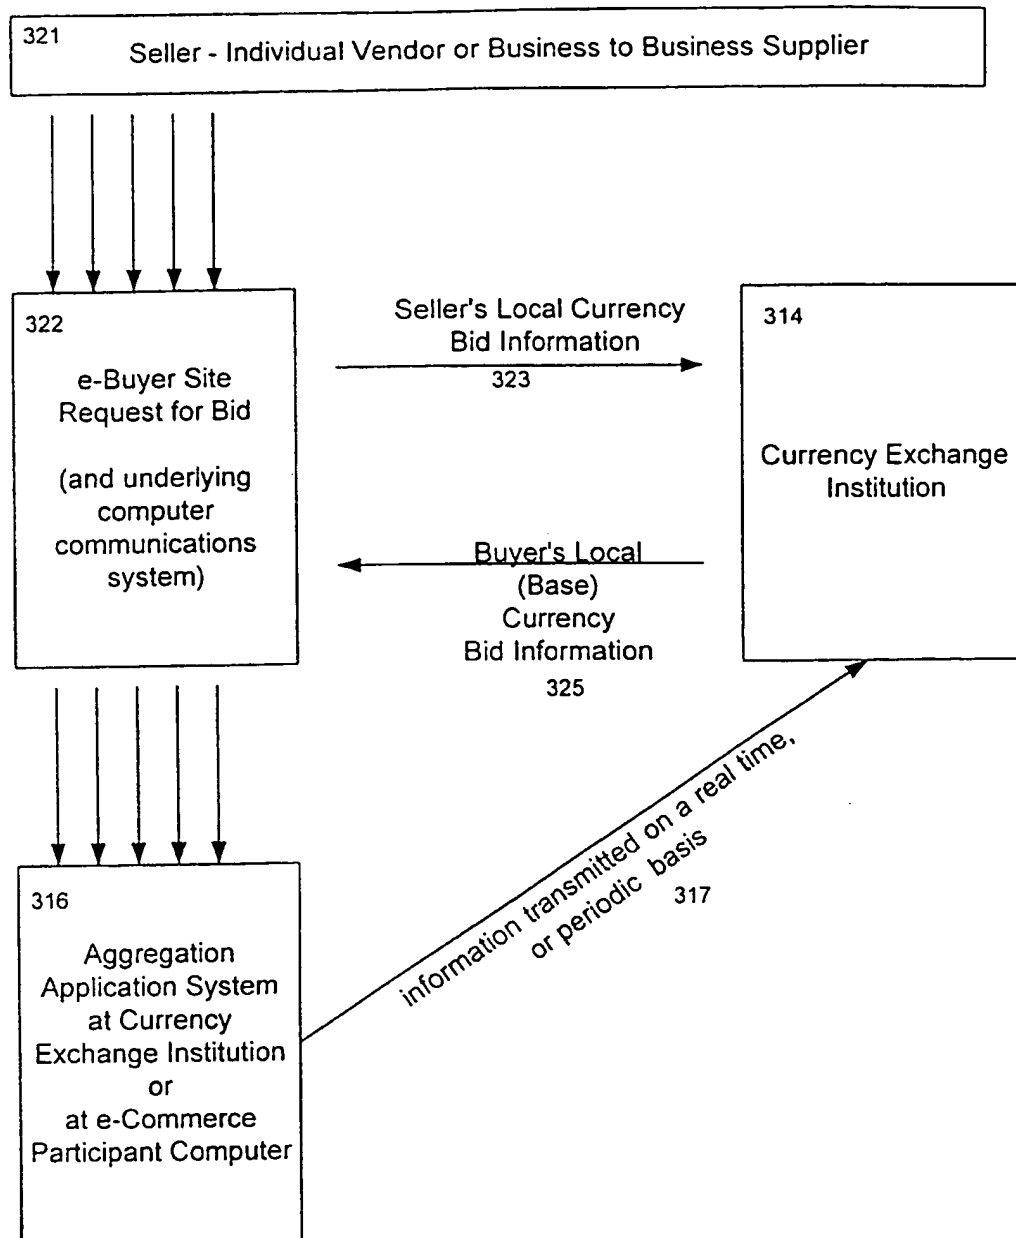 321
Seller - Individual Vendor or Business to Business Supplier
322
e-Buyer Site
Request for Bid
(and underlying
computer
communications
system)
Seller's Local Currency
Bid Information
323
Buyer's Local
(Base)
Currency
Bid Information
325
314
Currency Exchange
Institution
316
Aggregation
Application System
at Currency
Exchange Institution
or
at e-Commerce
Participant Computer
information transmitted on a real time,
or periodic basis
317